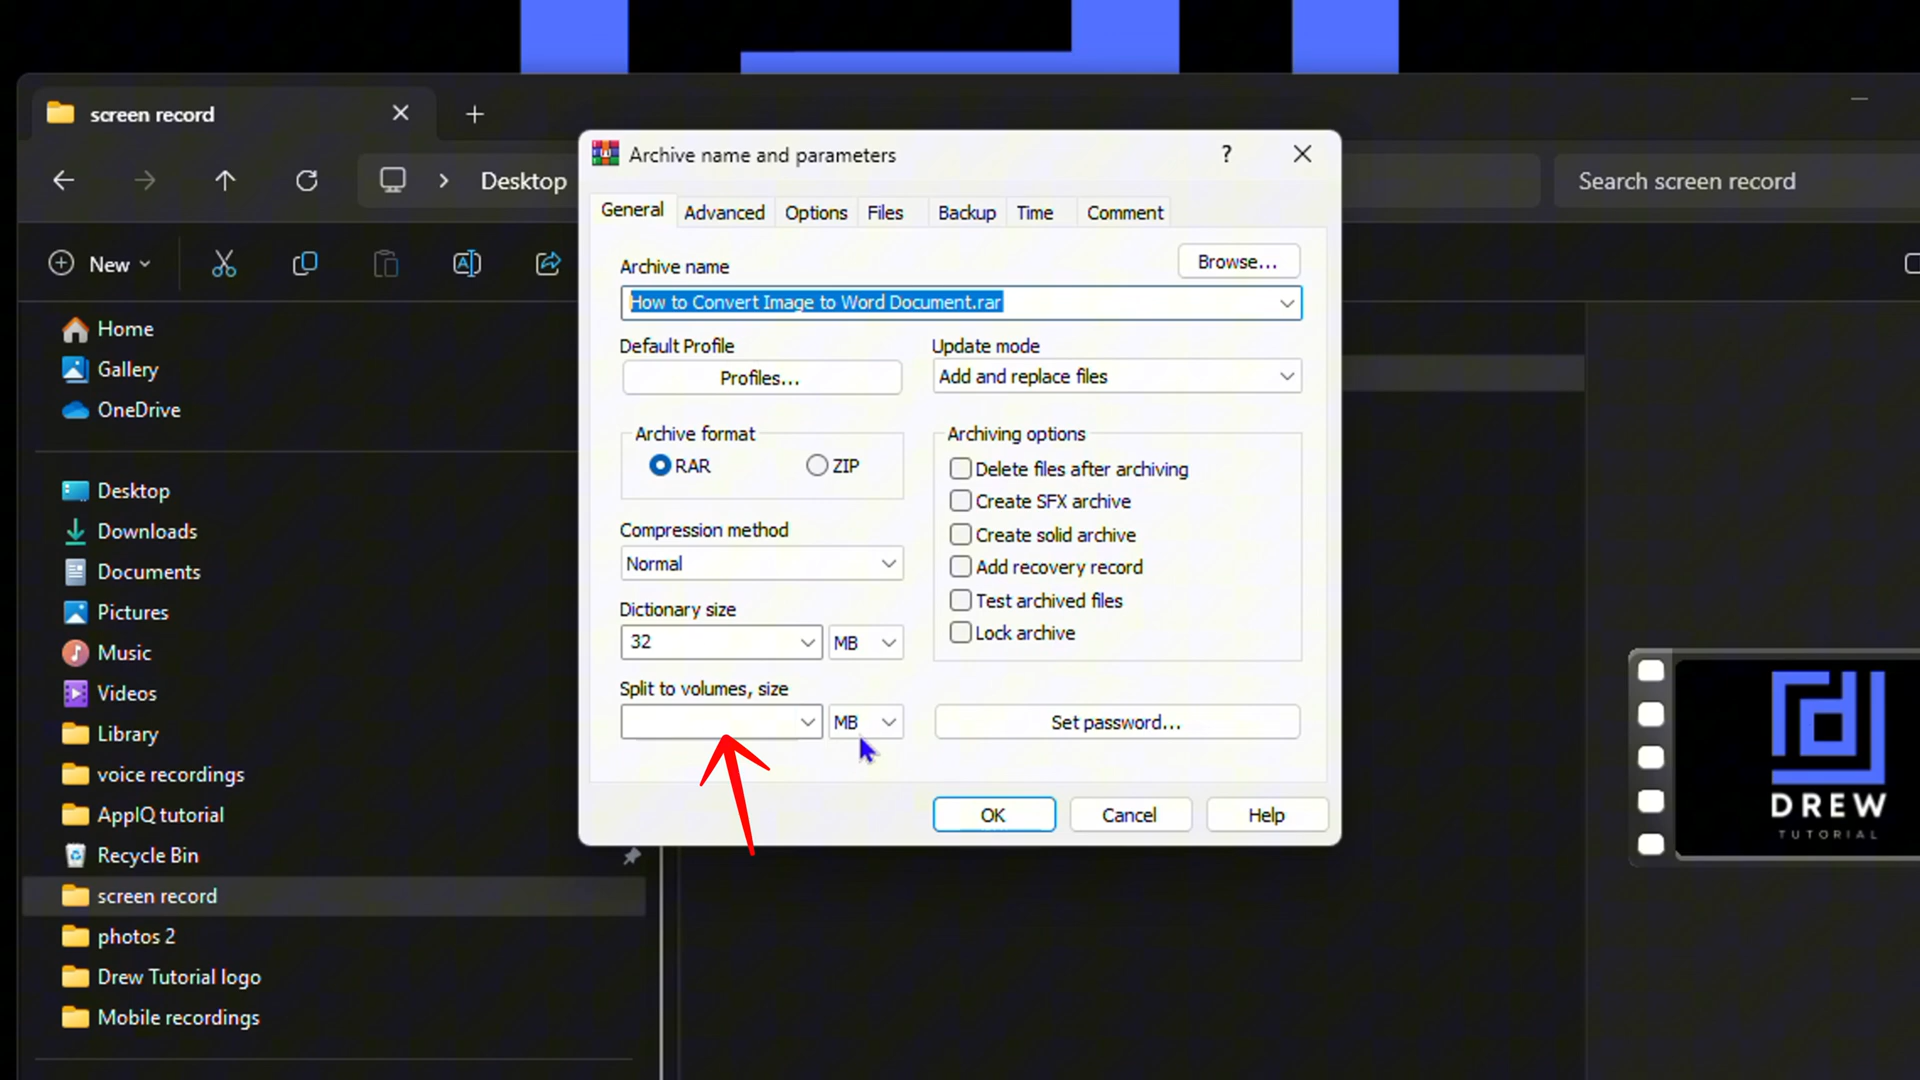 screen record
Desktop
Search screen record
New
Home
Gallery
OneDrive
Desktop
Downloads
Documents
Pictures
Music
Videos
Library
voice recordings
ApplQ tutorial
Recycle Bin
screen record
photos 2
Drew Tutorial logo
Mobile recordings
Archive name and parameters
?
General Advanced Options Files Backup Time Comment
Archive name
Browse...
How to Convert Image to Word Document.rar
Default Profile
Profiles...
Update mode
Add and replace files
Archive format
RAR ZIP
Compression method
Normal
Dictionary size
32 MB
Split to volumes, size
MB
Archiving options
Delete files after archiving
Create SFX archive
Create solid archive
Add recovery record
Test archived files
Lock archive
Set password...
OK Cancel Help
DREW
TUTORIAL